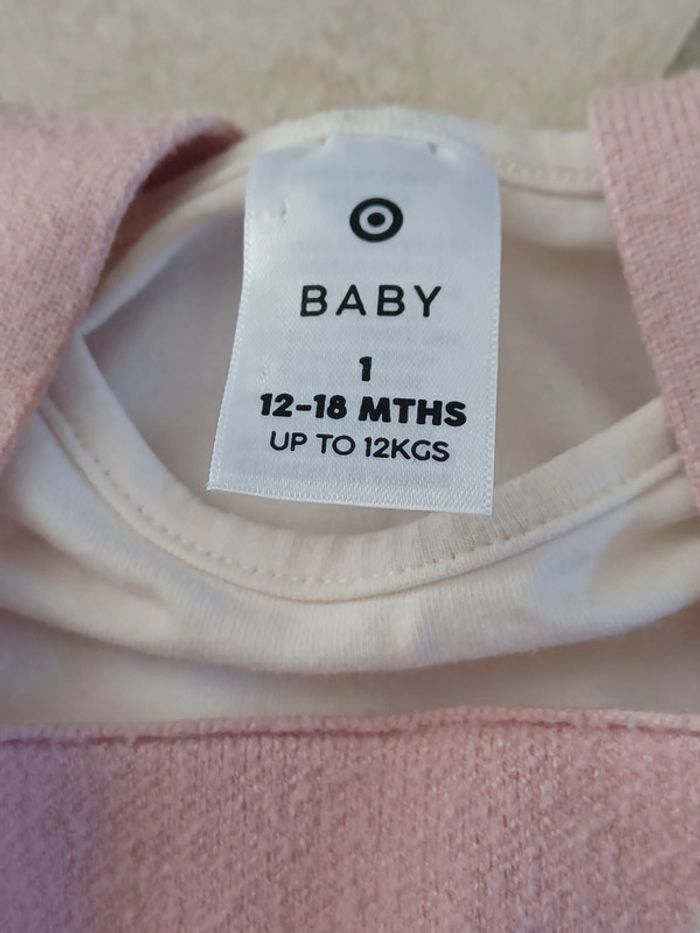 BABY
1
12-18 MTHS
UP TO 12KGS